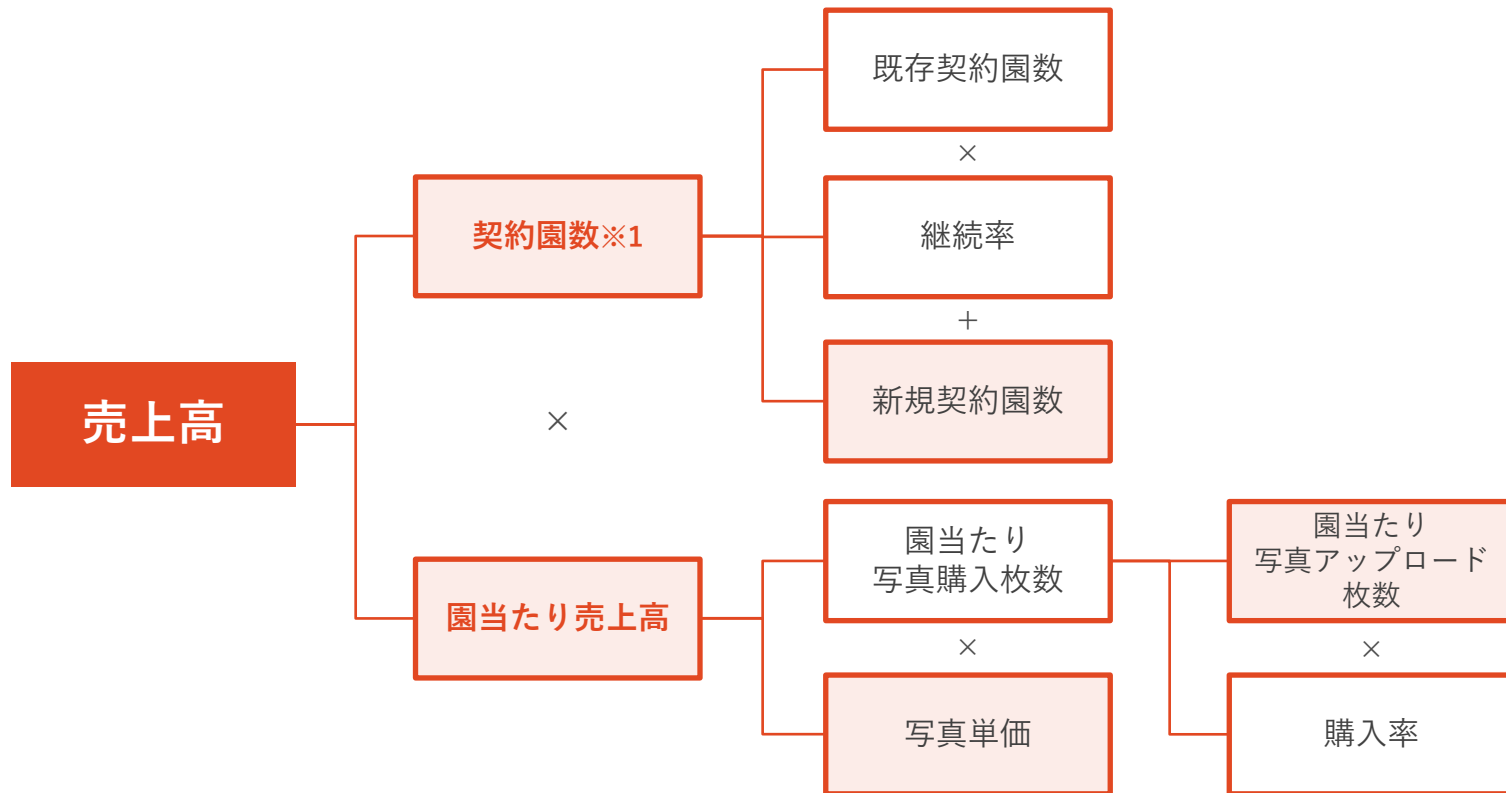 既存契約園数
×
契約園数※1
継続率
+
新規契約園数
売上高
×
園当たり
写真購入枚数
園当たり
写真アップロード
枚数
園当たり売上高
×
×
写真単価
購入率